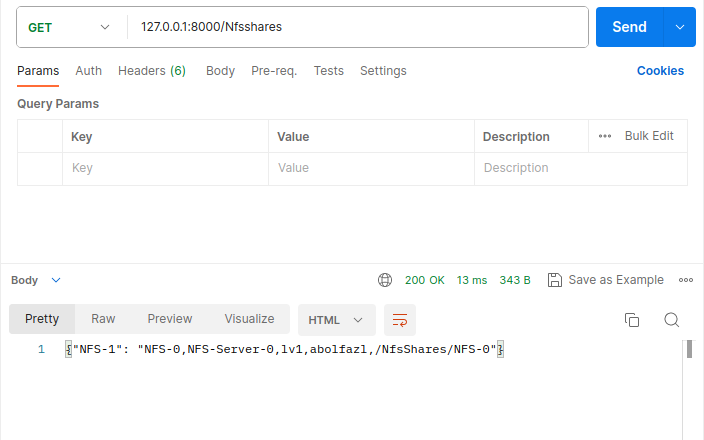 GET 127.0.0.1:8000/Nfsshares Send
Params Auth Headers (6) Body Pre-req. Tests Settings Cookies
Query Params
Key Value Description ••• Bulk Edit
Key Value Description
Body 200 OK 13 ms 343 B Save as Example
Pretty Raw Preview Visualize HTML
1 {"NFS-1": "NFS-0,NFS-Server-0,lv1,abolfazl,/NfsShares/NFS-0"}